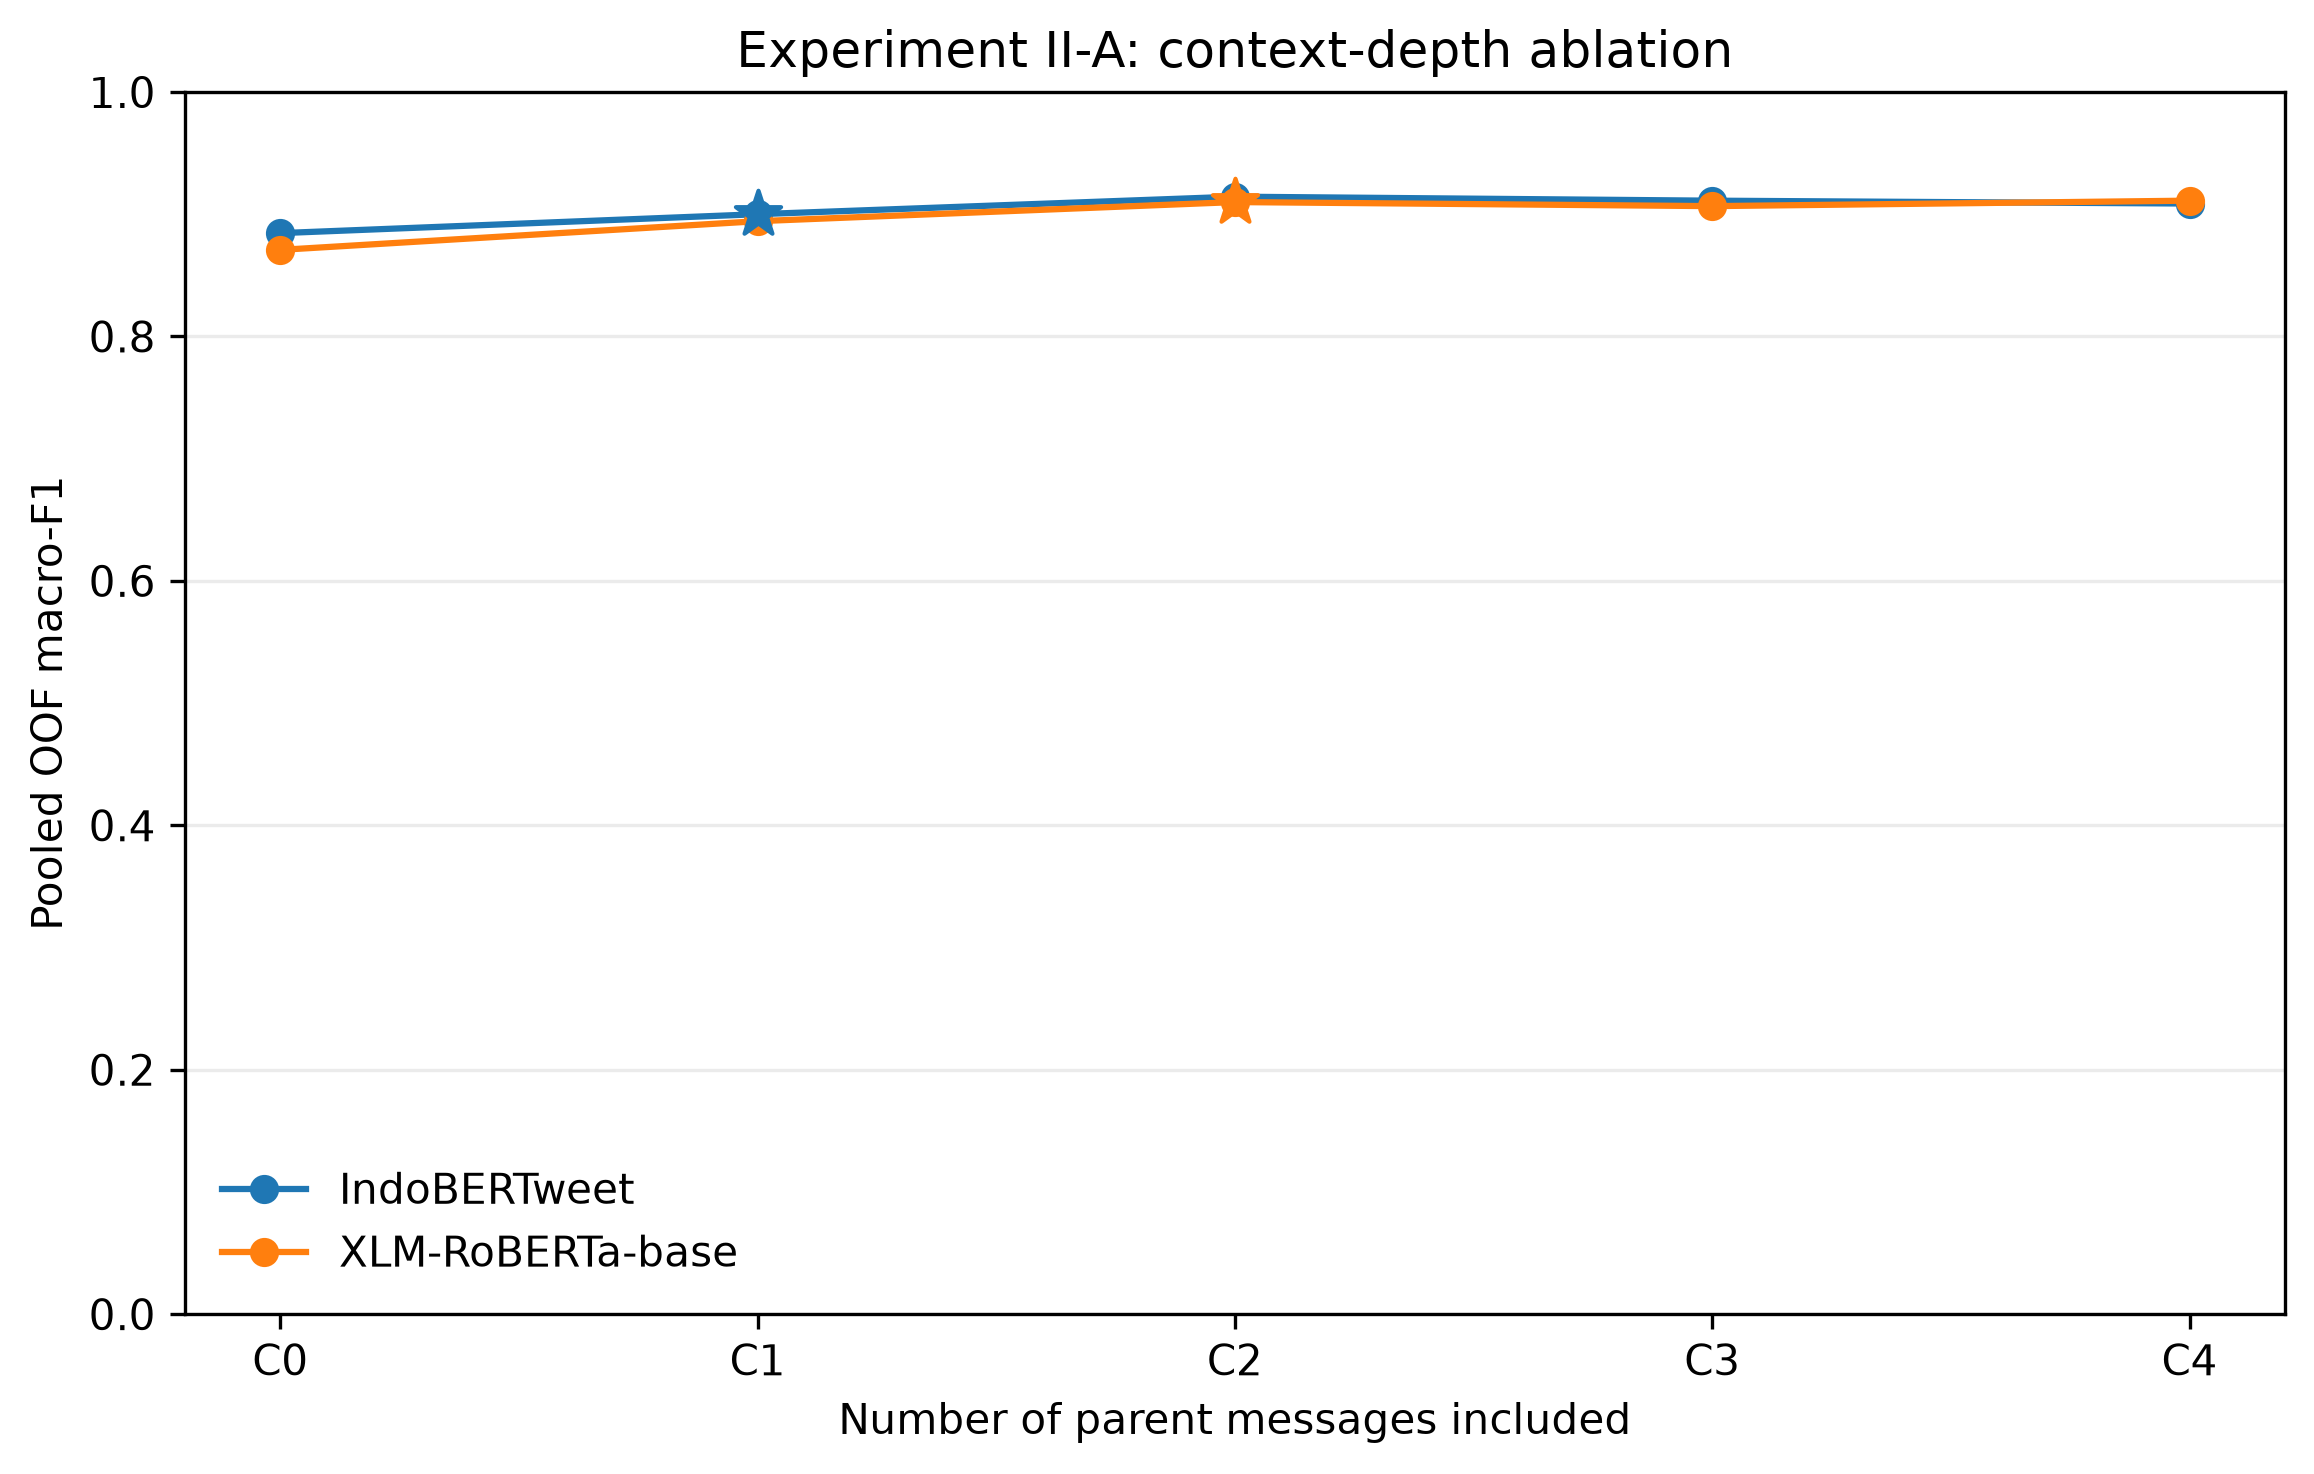 Experiment II-A: context-depth ablation
1.0
0.8
0.6
0.4
0.2
0.0
Pooled OOF macro-F1
IndoBERTweet
XLM-RoBERTa-base
C0 C1 C2 C3 C4
Number of parent messages included